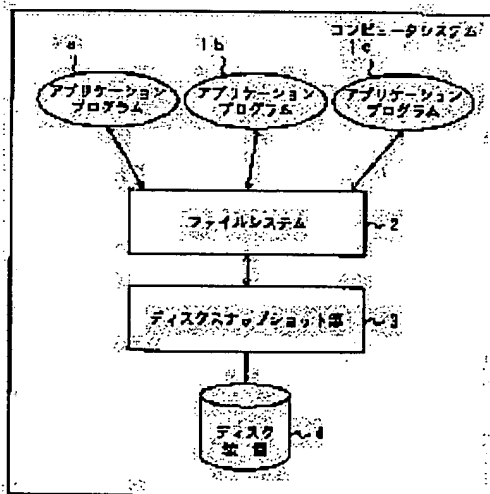 コンピュータシステム
1a
1b
1c
アプリケーション
プログラム
アプリケーション
プログラム
アプリケーション
プログラム
ファイルシステム
2
ディスクスナップショット部
3
ディスク
装置
4